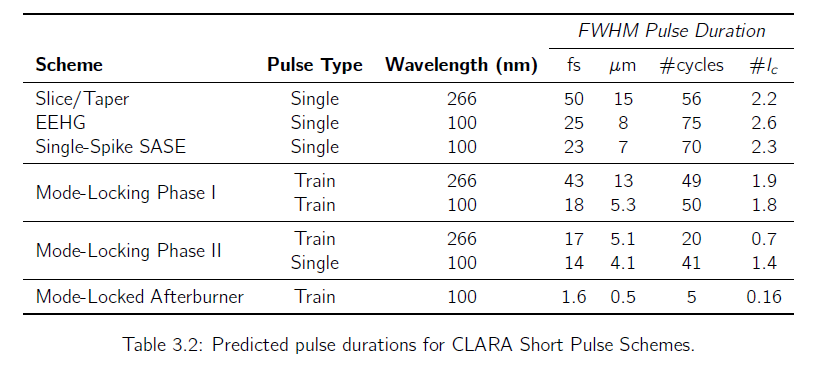 FWHM Pulse Duration
Scheme Pulse Type Wavelength (nm) fs μm #cycles #lc
Slice/Taper Single 266 50 15 56 2.2
EEHG Single 100 25 8 75 2.6
Single-Spike SASE Single 100 23 7 70 2.3
Mode-Locking Phase I Train 266 43 13 49 1.9
Train 100 18 5.3 50 1.8
Mode-Locking Phase II Train 266 17 5.1 20 0.7
Single 100 14 4.1 41 1.4
Mode-Locked Afterburner Train 100 1.6 0.5 5 0.16
Table 3.2: Predicted pulse durations for CLARA Short Pulse Schemes.